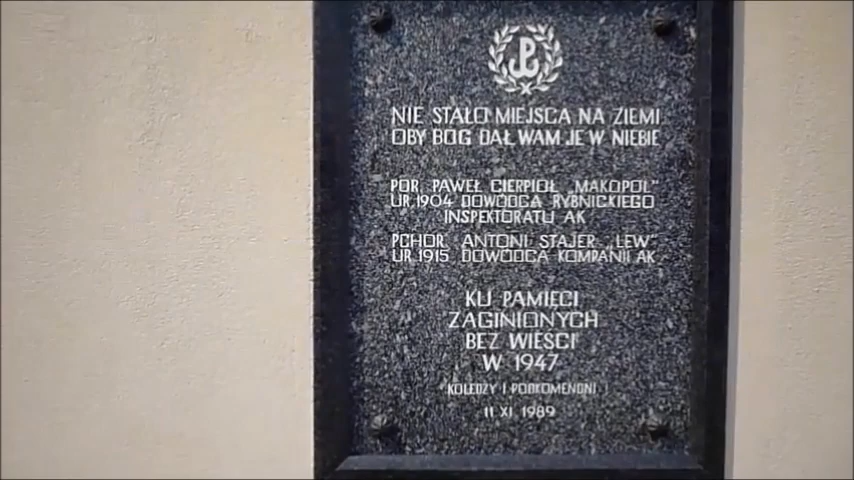 NIE STAŁO MIEJSCA NA ZIEMI
OBY BÓG DAŁ WAM JE W NIEBIE
POR. PAWEŁ CIERPIOŁ „MAKOPOL"
UR 1904 DOWÓDCA RYBNICKIEGO
INSPEKTORATU AK
PCHOR. ANTONI STAJER „LEW"
UR 1915 DOWÓDCA KOMPANII AK
KU PAMIĘCI
ZAGINIONYCH
BEZ WIEŚCI
W 1947
KOLEDZY I PODKOMENDNI
11 XI 1989